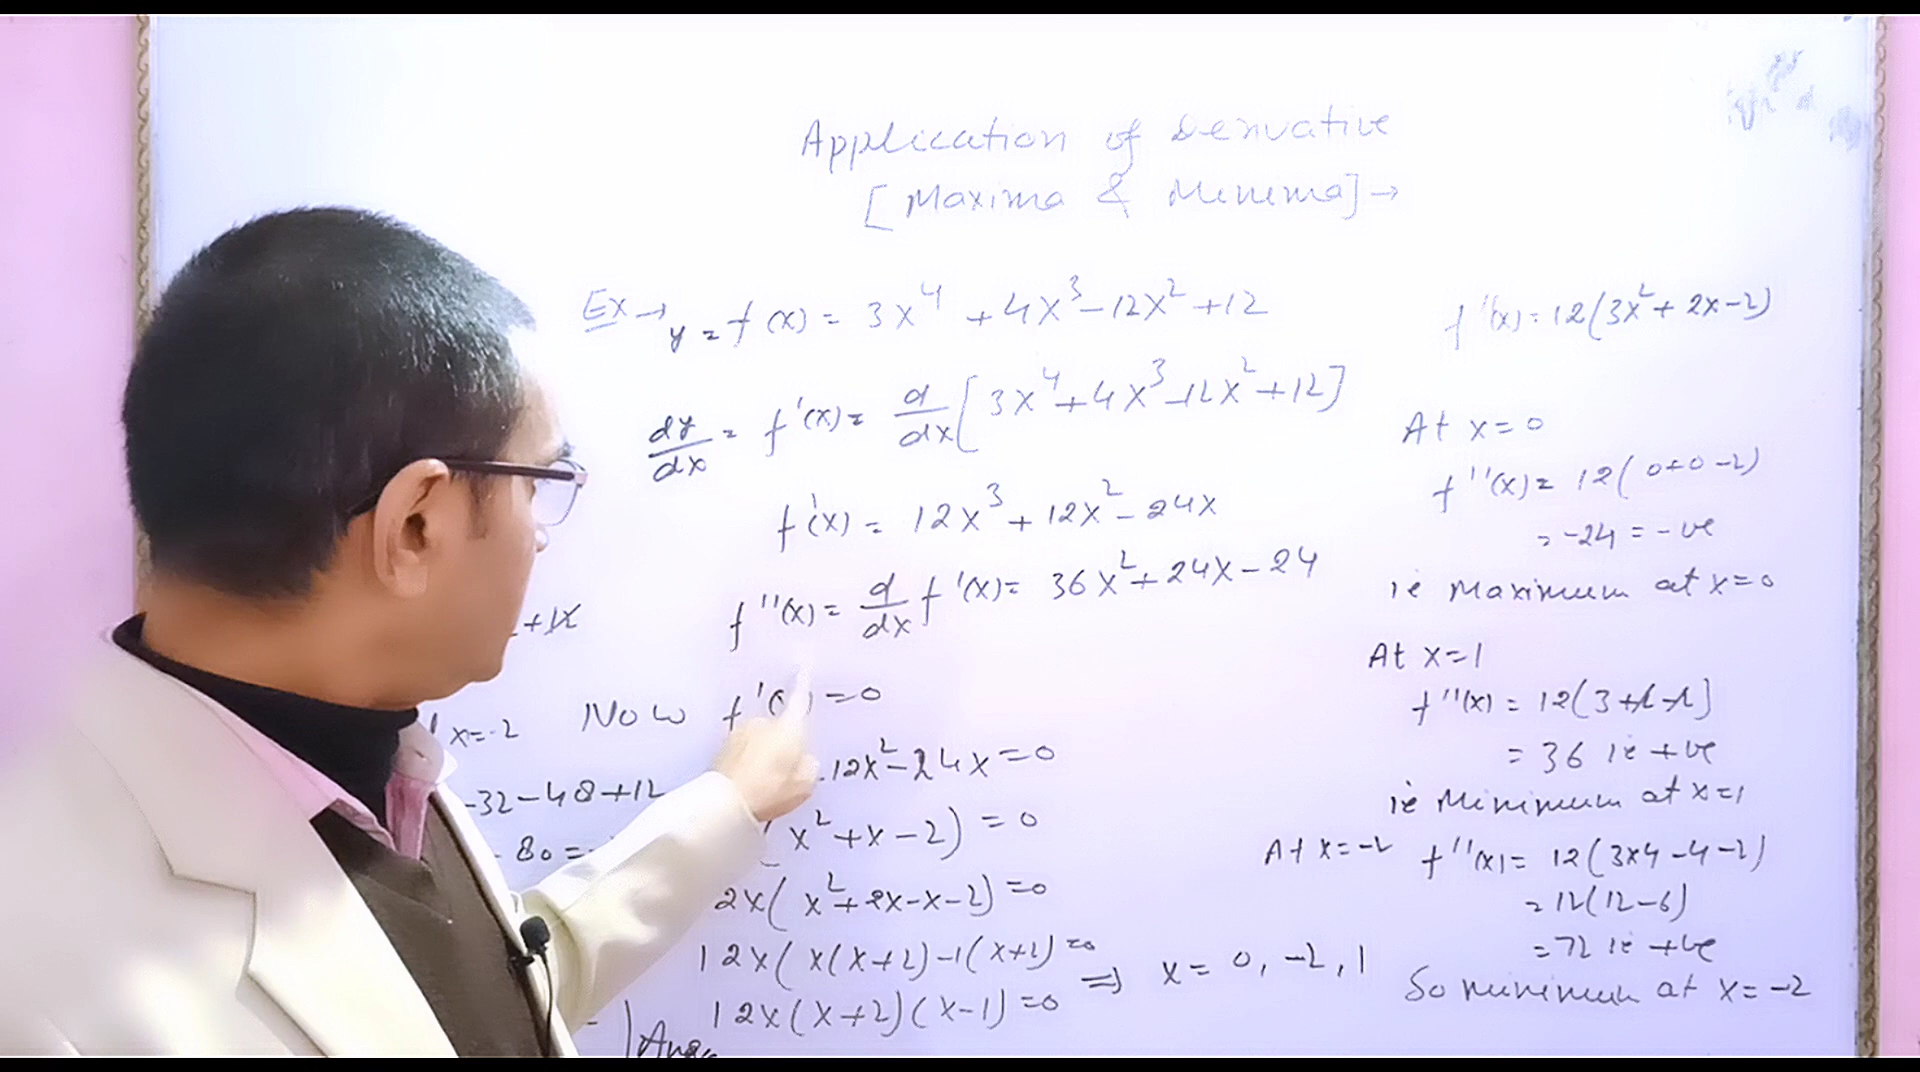 Application of Derivative
[Maxima & Minima] →
Ex → y = f(x) = 3x⁴ + 4x³ - 12x² + 12
dy/dx = f'(x) = d/dx [3x⁴ + 4x³ - 12x² + 12]
f'(x) = 12x³ + 12x² - 24x
f''(x) = d/dx f'(x) = 36x² + 24x - 24
Now f'(x) = 0
12x² - 24x = 0
(x² + x - 2) = 0
2x(x² + 2x - x - 2) = 0
12x(x(x+2) - 1(x+2) = 0
12x(x+2)(x-1) = 0 ⇒ x = 0, -2, 1
x = -2
-32 - 48 + 12
80 =
f''(x) = 12(3x² + 2x - 2)
At x = 0
f''(x) = 12(0+0-2)
= -24 = -ve
ie Maximum at x = 0
At x = 1
f''(x) = 12(3+2-2)
= 36 ie +ve
ie Minimum at x = 1
At x = -2 f''(x) = 12(3x4 - 4 - 2)
= 12(12-6)
= 72 ie +ve
So minimum at x = -2